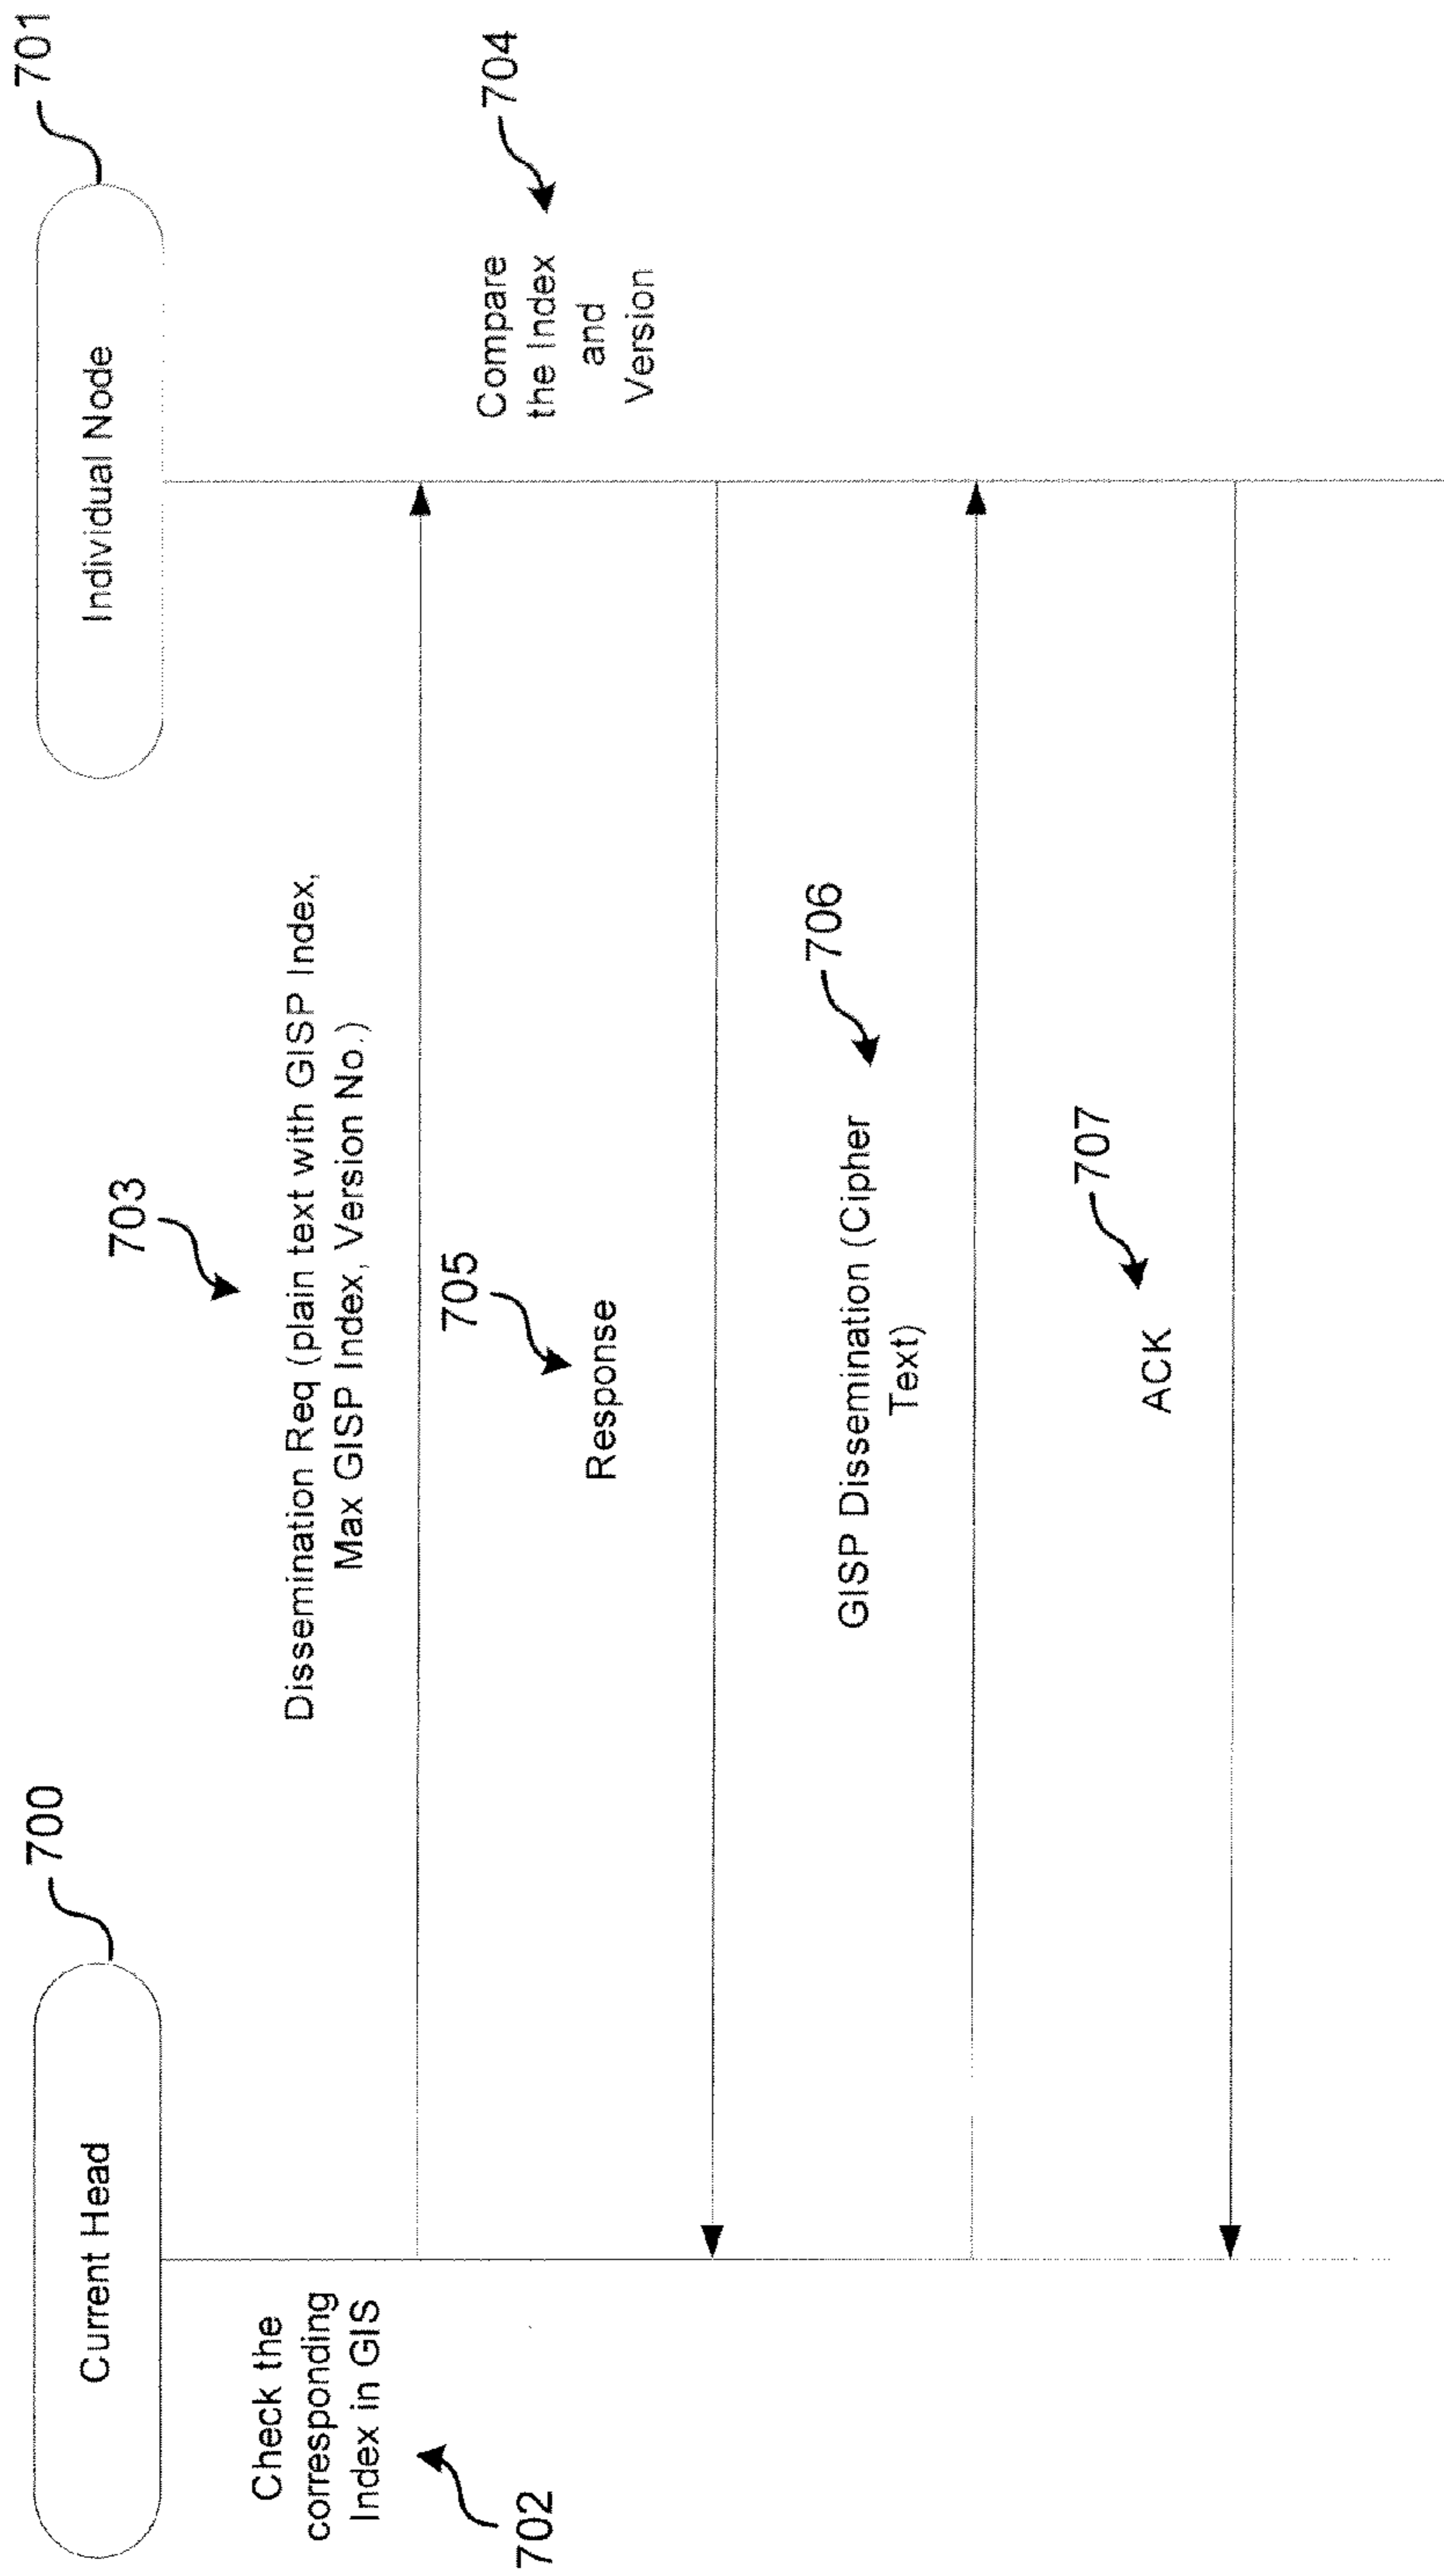 Current Head
700
Individual Node
701
Check the
corresponding
Index in GIS
702
703
Dissemination Req (plain text with GISP Index,
Max GISP Index, Version No.)
Compare
the Index
and
Version
704
705
Response
706
GISP Dissemination (Cipher
Text)
707
ACK